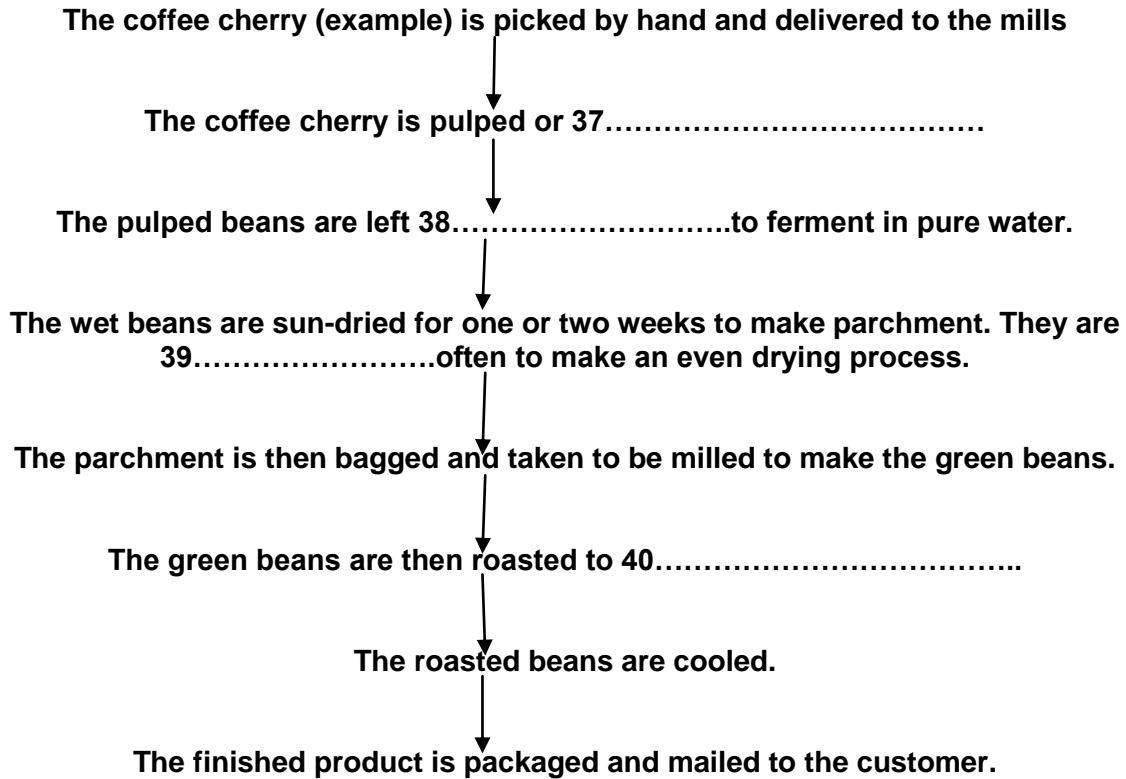 The coffee cherry (example) is picked by hand and delivered to the mills
The coffee cherry is pulped or 37…………………………………
The pulped beans are left 38……………………….to ferment in pure water.
The wet beans are sun-dried for one or two weeks to make parchment. They are
39…………………….often to make an even drying process.
The parchment is then bagged and taken to be milled to make the green beans.
The green beans are then roasted to 40………………………………..
The roasted beans are cooled.
The finished product is packaged and mailed to the customer.